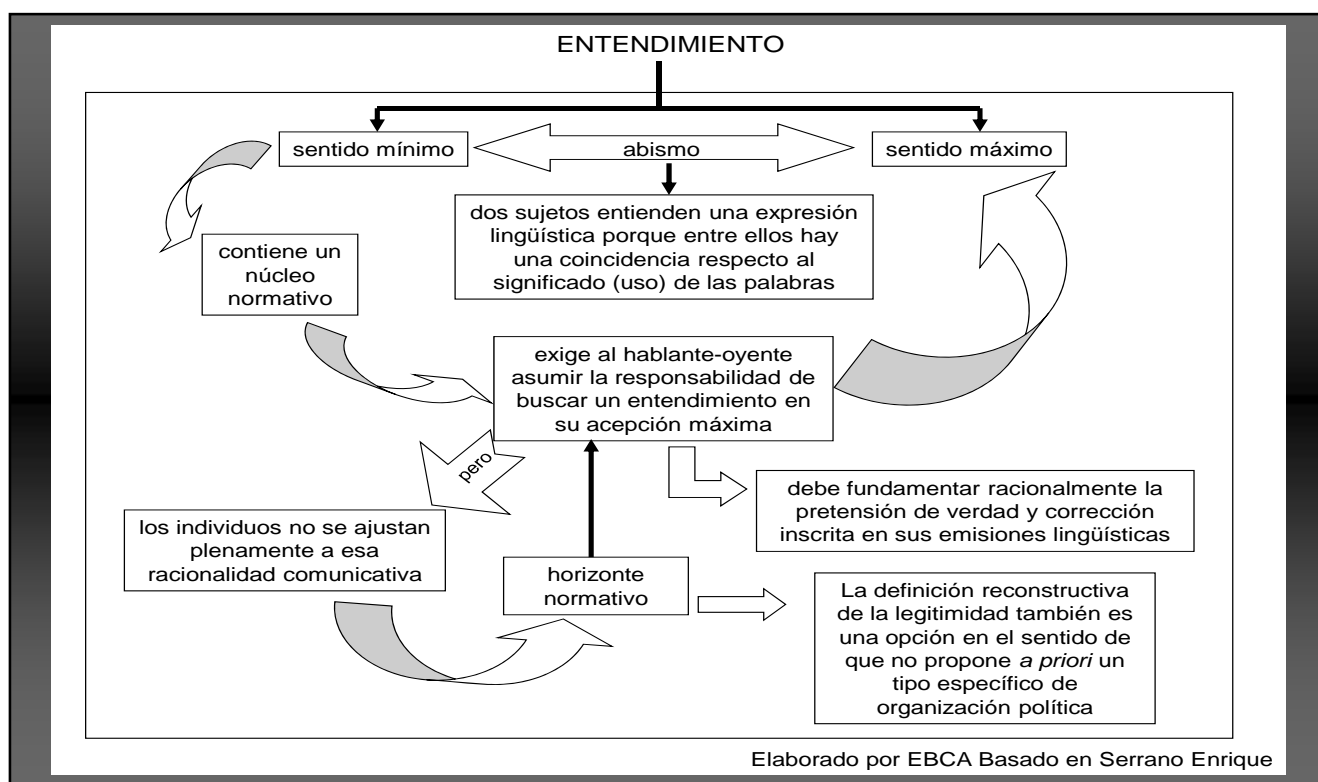 ENTENDIMIENTO
sentido mínimo
abismo
sentido máximo
dos sujetos entienden una expresión
lingüística porque entre ellos hay
una coincidencia respecto al
significado (uso) de las palabras
contiene un
núcleo
normativo
exige al hablante-oyente
asumir la responsabilidad de
buscar un entendimiento en
su acepción máxima
pero
debe fundamentar racionalmente la
pretensión de verdad y corrección
inscrita en sus emisiones lingüísticas
los individuos no se ajustan
plenamente a esa
racionalidad comunicativa
horizonte
normativo
La definición reconstructiva
de la legitimidad también es
una opción en el sentido de
que no propone a priori un
tipo específico de
organización política
Elaborado por EBCA Basado en Serrano Enrique